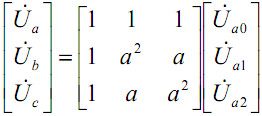 [U̇a] [1 1 1] [U̇a0]
[U̇b] = [1 a² a] [U̇a1]
[U̇c] [1 a a²] [U̇a2]